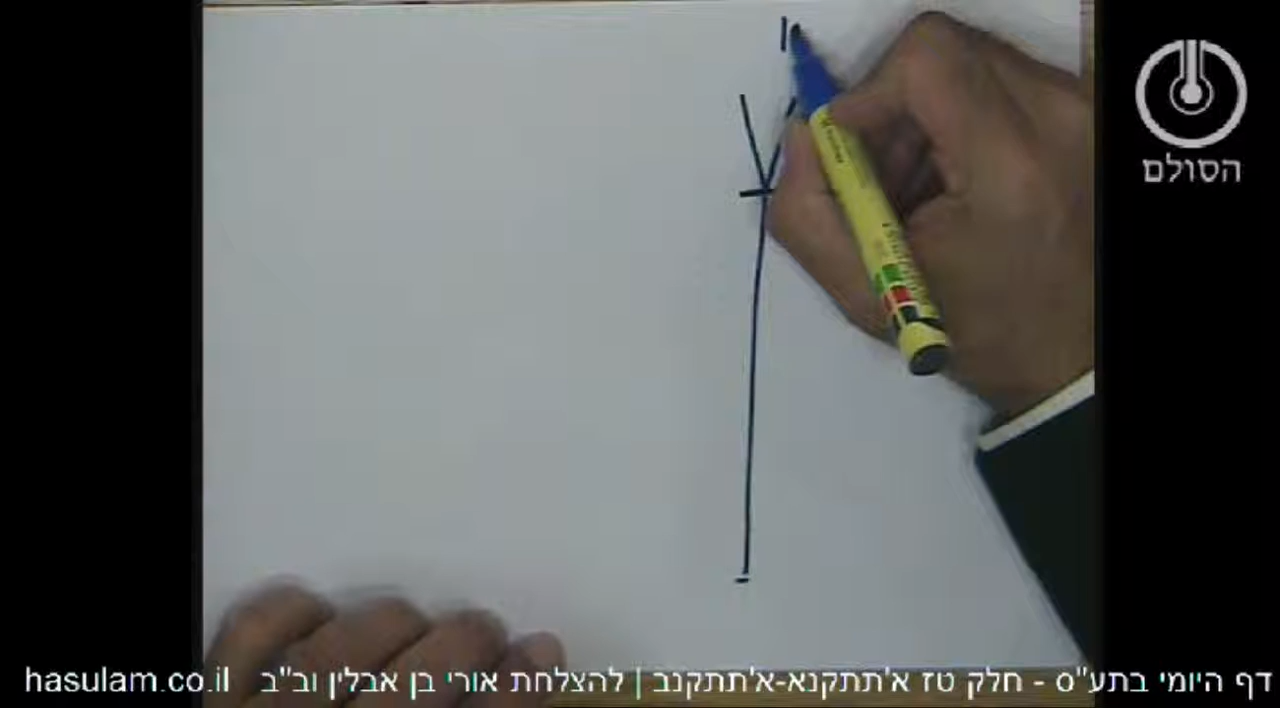 הסולם
דף היומי בתע"ס - חלק טז א'תתקנא-א'תתקנב | להצלחת אורי בן אבלין וב"ב hasulam.co.il